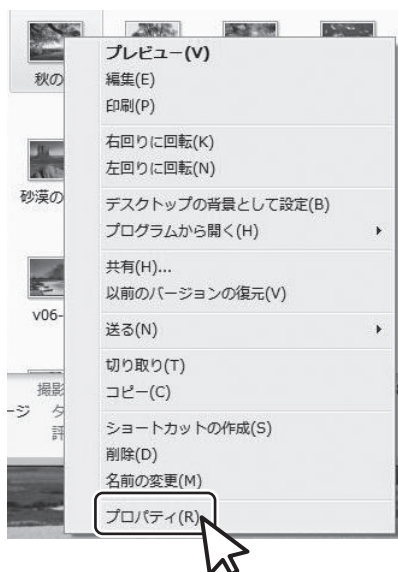 秋の
砂漠の
v06-
撮影
ージ タ
評
プレビュー(V)
編集(E)
印刷(P)
右回りに回転(K)
左回りに回転(N)
デスクトップの背景として設定(B)
プログラムから開く(H)
共有(H)...
以前のバージョンの復元(V)
送る(N)
切り取り(T)
コピー(C)
ショートカットの作成(S)
削除(D)
名前の変更(M)
プロパティ(R)